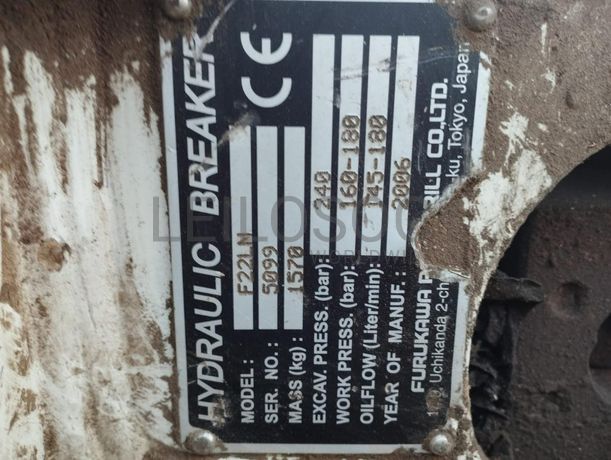 HYDRAULIC BREAKER
CE
MODEL : F22LN
SER. NO.: 5099
MASS (kg) : 1570
EXCAV. PRESS. (bar): 240
WORK PRESS. (bar): 160-180
OILFLOW (Liter/min): 145-180
YEAR OF MANUF. : 2006
FURUKAWA R RILL CO.,LTD.
Uchikanda 2-ch ku, Tokyo, Japan